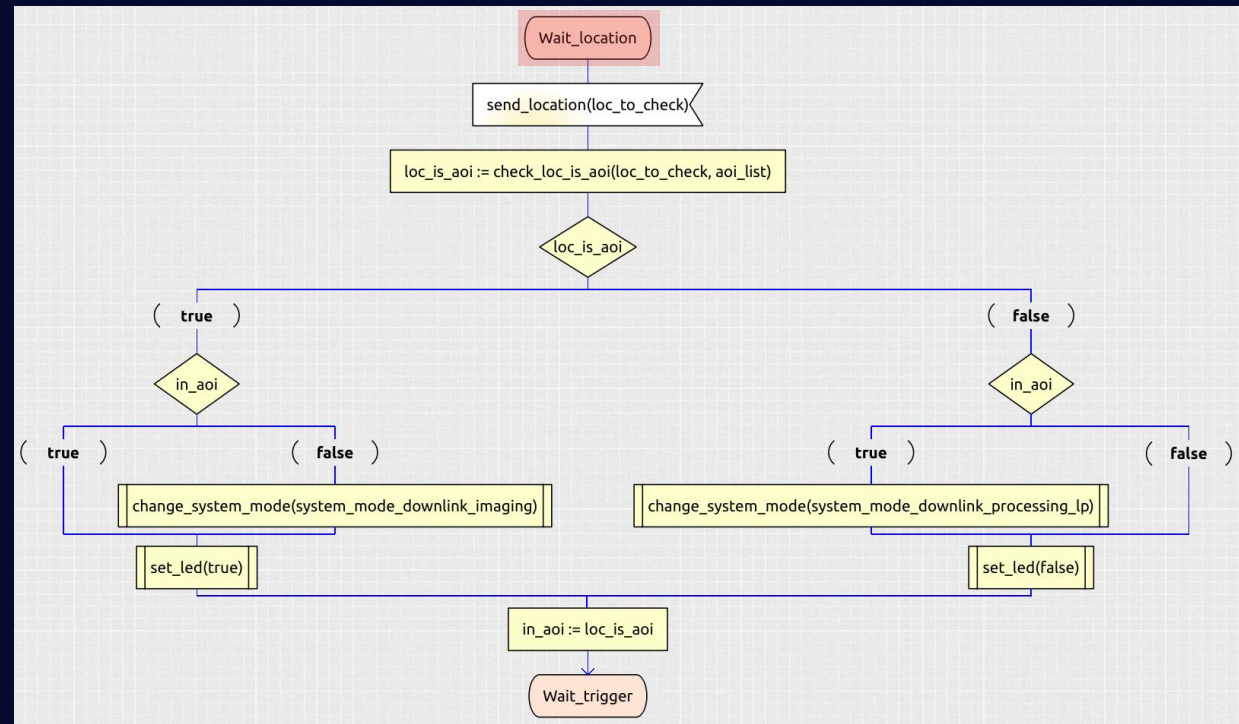 Wait_location
send_location(loc_to_check)
loc_is_aoi := check_loc_is_aoi(loc_to_check, aoi_list)
loc_is_aoi
( true )
( false )
in_aoi
in_aoi
( true )
( false )
( true )
( false )
change_system_mode(system_mode_downlink_imaging)
change_system_mode(system_mode_downlink_processing_lp)
set_led(true)
set_led(false)
in_aoi := loc_is_aoi
Wait_trigger